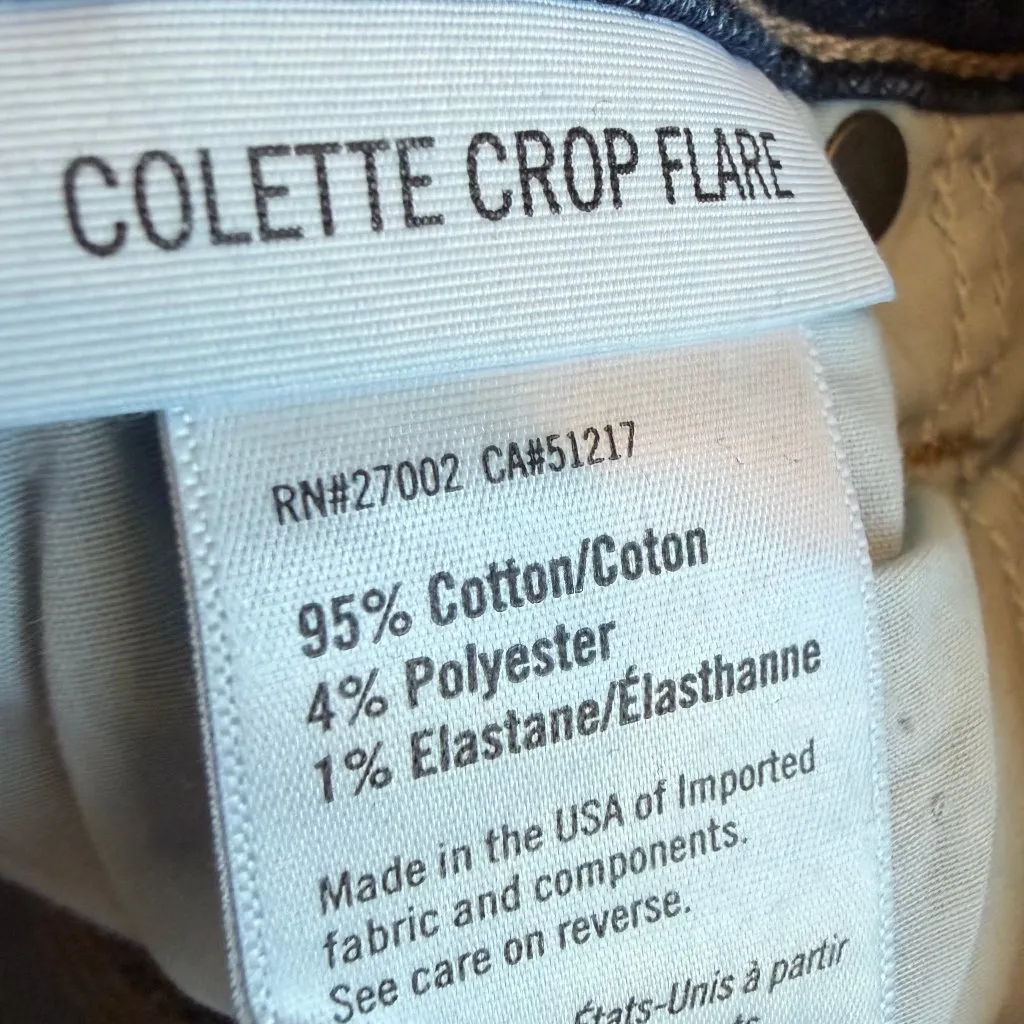 COLETTE CROP FLARE
RN#27002 CA#51217
95% Cotton/Coton
4% Polyester
1% Elastane/Élasthanne
Made in the USA of Imported
fabric and components.
See care on reverse.
États-Unis à partir